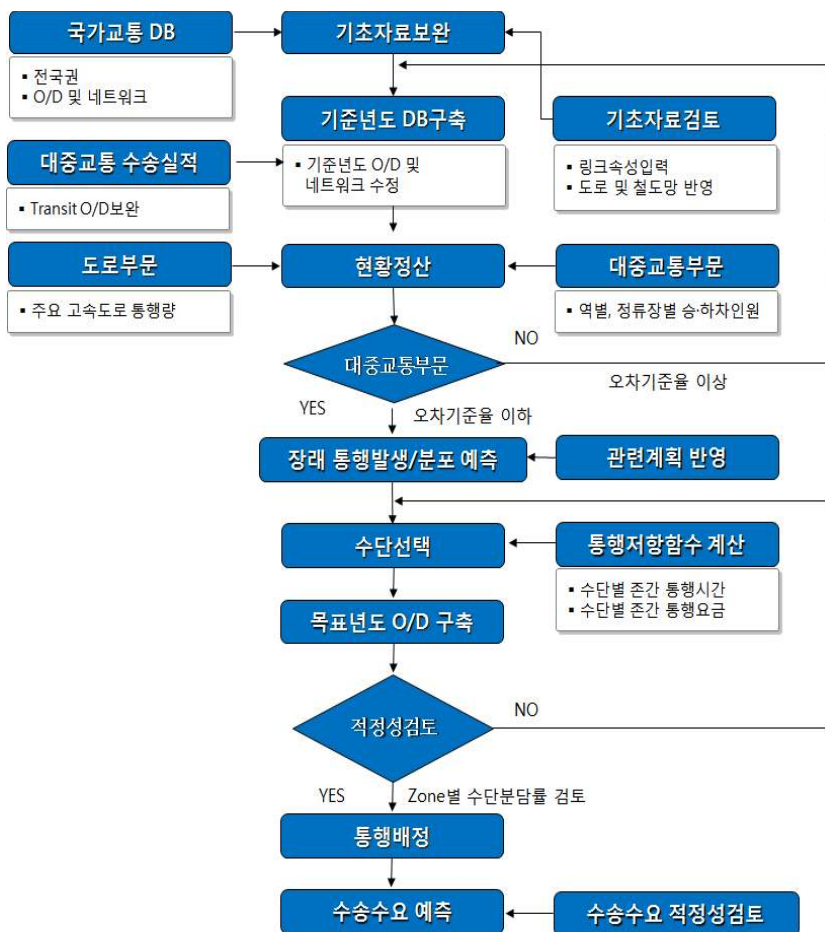 국가교통 DB
기초자료보완
▪ 전국권
▪ O/D 및 네트워크
기준년도 DB구축
기초자료검토
▪ 기준년도 O/D 및
네트워크 수정
▪ 링크속성입력
▪ 도로 및 철도망 반영
대중교통 수송실적
▪ Transit O/D보완
도로부문
현황정산
대중교통부문
▪ 주요 고속도로 통행량
▪ 역별, 정류장별 승·하차인원
NO
대중교통부문
오차기준율 이상
YES
오차기준율 이하
장래 통행발생/분포 예측
관련계획 반영
수단선택
통행저항함수 계산
▪ 수단별 존간 통행시간
▪ 수단별 존간 통행요금
목표년도 O/D 구축
적정성검토
NO
YES
Zone별 수단분담률 검토
통행배정
수송수요 예측
수송수요 적정성검토